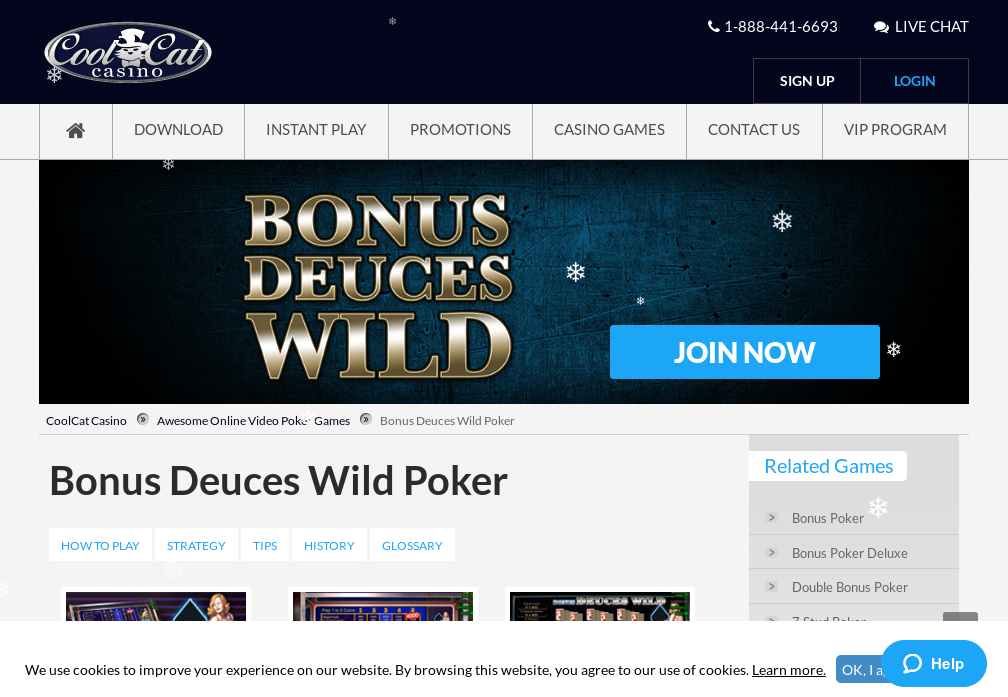 Cool Cat
casino
1-888-441-6693
LIVE CHAT
SIGN UP
LOGIN
DOWNLOAD
INSTANT PLAY
PROMOTIONS
CASINO GAMES
CONTACT US
VIP PROGRAM
BONUS
DEUCES
WILD
JOIN NOW
CoolCat Casino » Awesome Online Video Poker Games » Bonus Deuces Wild Poker
Bonus Deuces Wild Poker
HOW TO PLAY
STRATEGY
TIPS
HISTORY
GLOSSARY
BONUS DEUCES WILD
Related Games
> Bonus Poker
> Bonus Poker Deluxe
> Double Bonus Poker
> 7 Stud Poker
We use cookies to improve your experience on our website. By browsing this website, you agree to our use of cookies. Learn more.
OK, I ag
Help